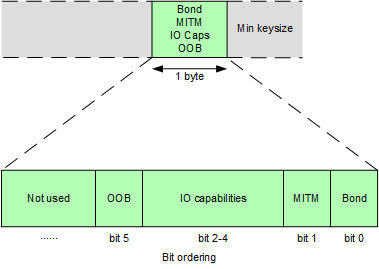 Bond
MITM
IO Caps
OOB
Min keysize
1 byte
Not used
OOB
IO capabilities
MITM
Bond
......
bit 5
bit 2-4
bit 1
bit 0
Bit ordering